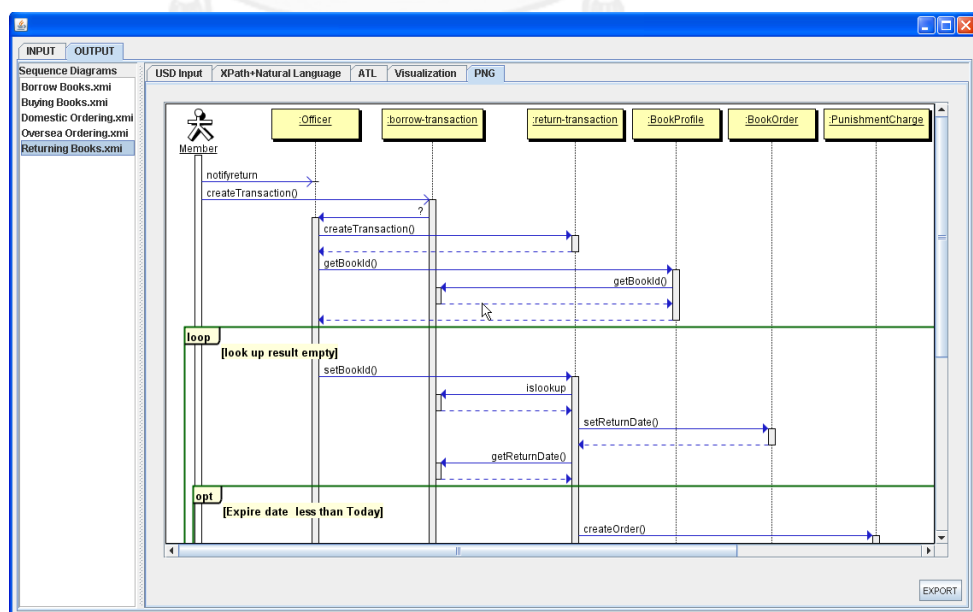 INPUT OUTPUT
Sequence Diagrams
Borrow Books.xmi
Buying Books.xmi
Domestic Ordering.xmi
Oversea Ordering.xmi
Returning Books.xmi
USD Input XPath+Natural Language ATL Visualization PNG
Member
:Officer
:borrow-transaction
:return-transaction
:BookProfile
:BookOrder
:PunishmentCharge
notifyreturn
createTransaction()
?
createTransaction()
getBookId()
getBookId()
loop
[look up result empty]
setBookId()
islookup
setReturnDate()
getReturnDate()
opt
[Expire date less than Today]
createOrder()
EXPORT